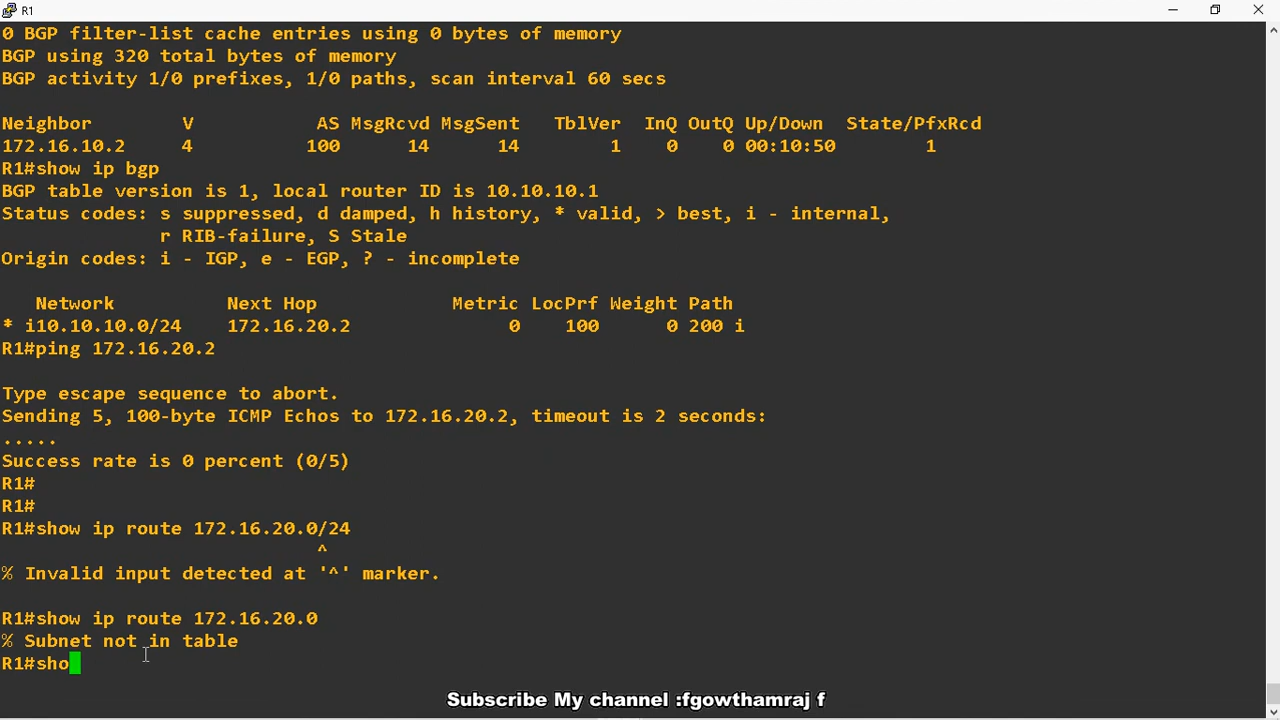 R1
0 BGP filter-list cache entries using 0 bytes of memory
BGP using 320 total bytes of memory
BGP activity 1/0 prefixes, 1/0 paths, scan interval 60 secs
Neighbor        V          AS MsgRcvd MsgSent   TblVer  InQ OutQ Up/Down  State/PfxRcd
172.16.10.2     4         100      14      14        1    0    0 00:10:50        1
R1#show ip bgp
BGP table version is 1, local router ID is 10.10.10.1
Status codes: s suppressed, d damped, h history, * valid, > best, i - internal,
              r RIB-failure, S Stale
Origin codes: i - IGP, e - EGP, ? - incomplete
   Network          Next Hop            Metric LocPrf Weight Path
* i10.10.10.0/24    172.16.20.2              0    100      0 200 i
R1#ping 172.16.20.2
Type escape sequence to abort.
Sending 5, 100-byte ICMP Echos to 172.16.20.2, timeout is 2 seconds:
.....
Success rate is 0 percent (0/5)
R1#
R1#
R1#show ip route 172.16.20.0/24
                            ^
% Invalid input detected at '^' marker.
R1#show ip route 172.16.20.0
% Subnet not in table
R1#sho
Subscribe My channel :fgowthamraj f